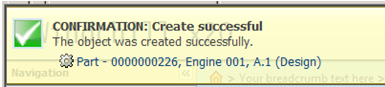 CONFIRMATION: Create successful
The object was created successfully.
Part - 0000000226, Engine 001, A.1 (Design)
Navigation
« > Your breadcrumb text here >